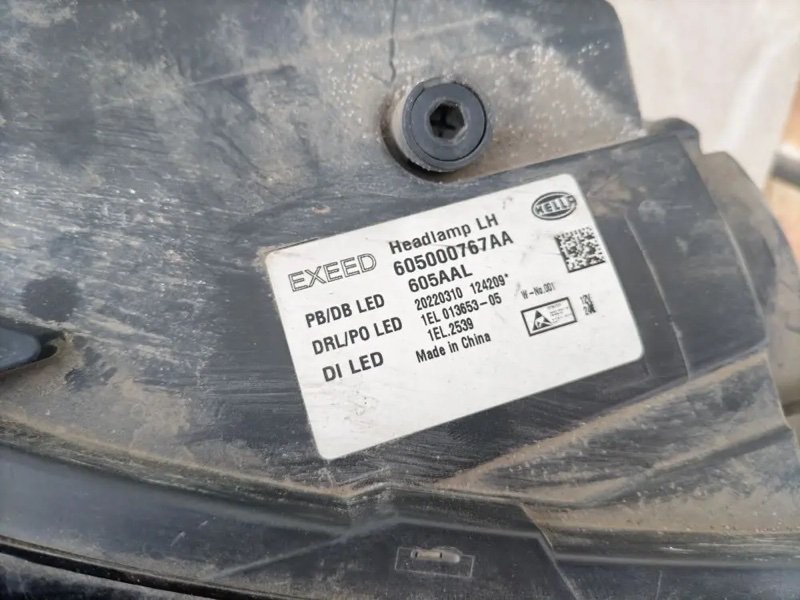 EXEED
Headlamp LH
605000767AA
605AAL
PB/DB LED
20220310 124209*
DRL/PO LED
1EL 013653-05
1EL.2539
DI LED
Made in China
HELLA
W-No.001